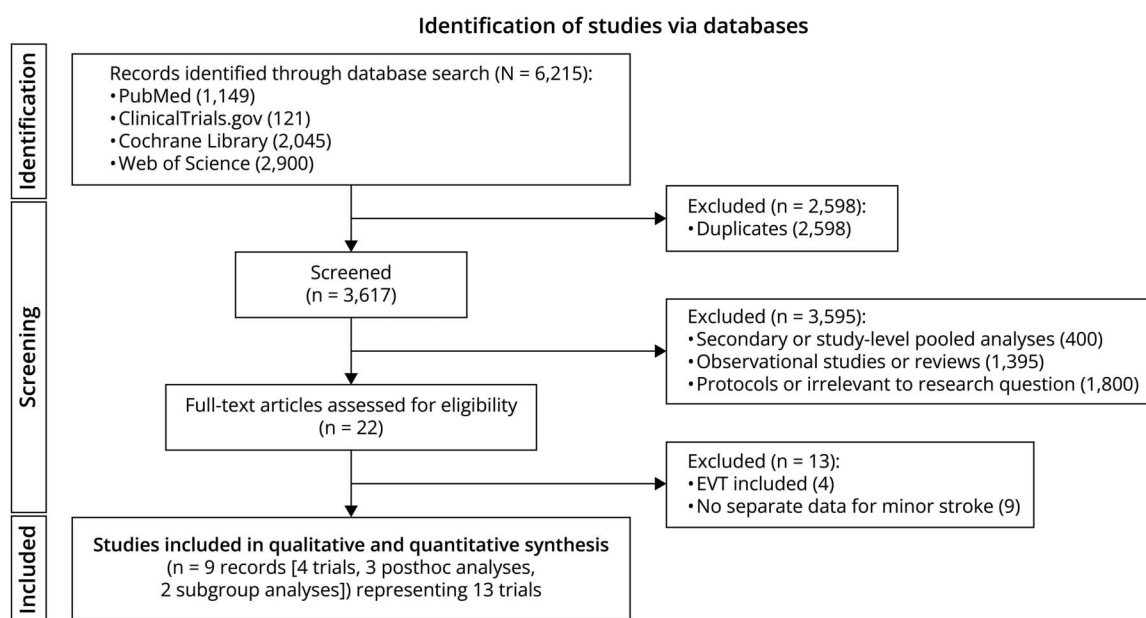 Identification of studies via databases
Identification
Records identified through database search (N = 6,215):
•PubMed (1,149)
•ClinicalTrials.gov (121)
•Cochrane Library (2,045)
•Web of Science (2,900)
Screening
Excluded (n = 2,598):
•Duplicates (2,598)
Screened
(n = 3,617)
Excluded (n = 3,595):
•Secondary or study-level pooled analyses (400)
•Observational studies or reviews (1,395)
•Protocols or irrelevant to research question (1,800)
Full-text articles assessed for eligibility
(n = 22)
Excluded (n = 13):
•EVT included (4)
•No separate data for minor stroke (9)
Included
Studies included in qualitative and quantitative synthesis
(n = 9 records [4 trials, 3 posthoc analyses,
2 subgroup analyses]) representing 13 trials